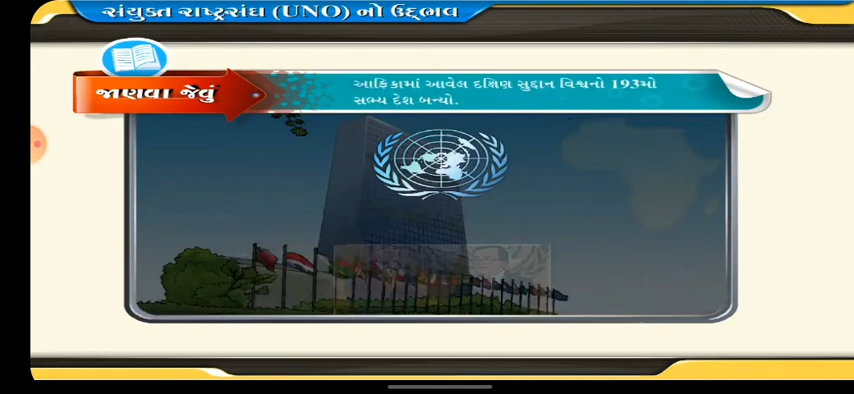 સંયુક્ત રાષ્ટ્રસંઘ (UNO) નો ઉદ્ભવ
જાણવા જેવું
આફ્રિકામાં આવેલ દક્ષિણ સુદાન વિશ્વનો 193મો
સભ્ય દેશ બન્યો.